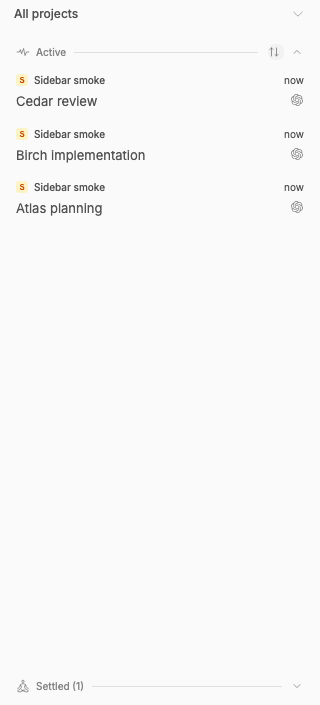 All projects
Active
S Sidebar smoke now
Cedar review
S Sidebar smoke now
Birch implementation
S Sidebar smoke now
Atlas planning
Settled (1)